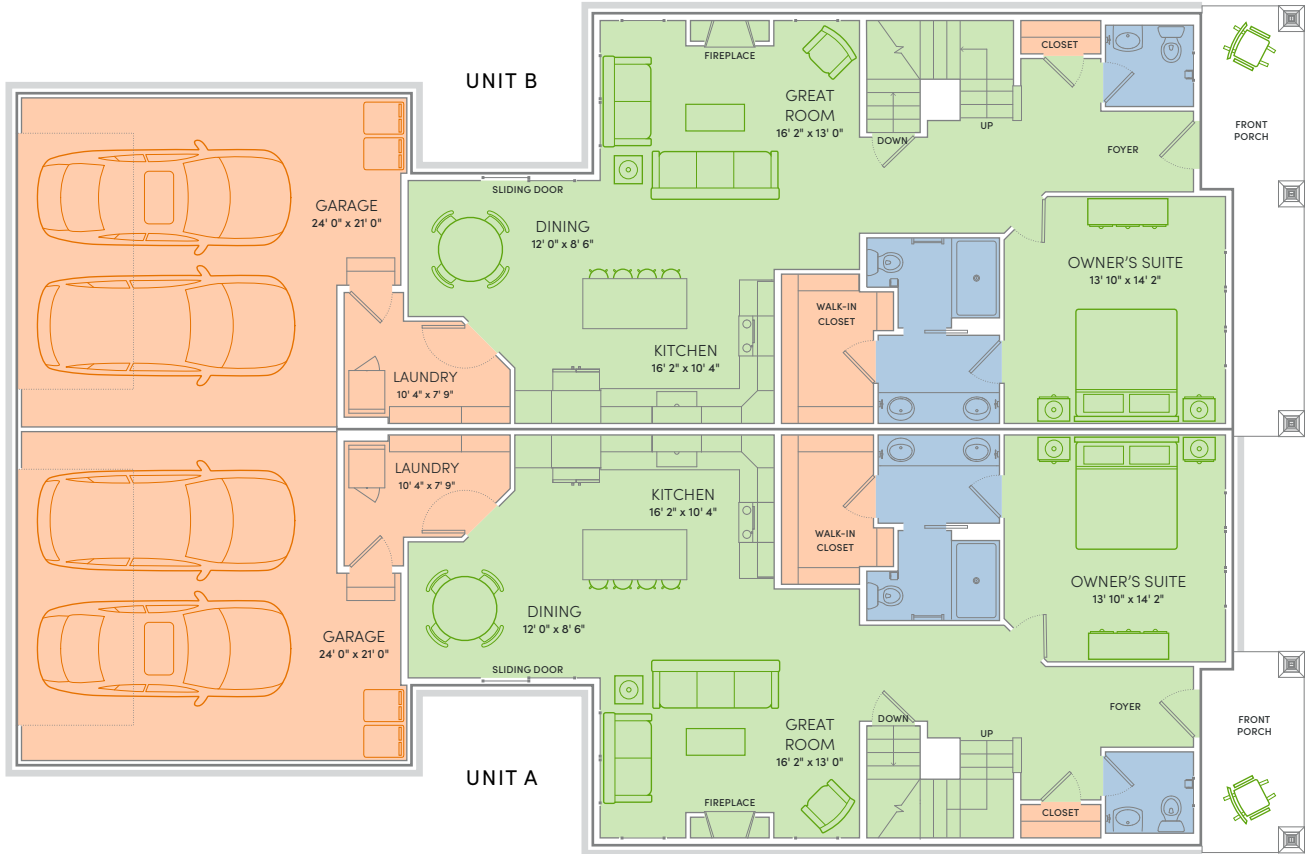 UNIT B
FIREPLACE
CLOSET
GREAT
ROOM
16' 2" x 13' 0"
DOWN
UP
FOYER
FRONT
PORCH
SLIDING DOOR
GARAGE
24' 0" x 21' 0"
DINING
12' 0" x 8' 6"
OWNER'S SUITE
13' 10" x 14' 2"
WALK-IN
CLOSET
KITCHEN
16' 2" x 10' 4"
LAUNDRY
10' 4" x 7' 9"
LAUNDRY
10' 4" x 7' 9"
KITCHEN
16' 2" x 10' 4"
WALK-IN
CLOSET
OWNER'S SUITE
13' 10" x 14' 2"
DINING
12' 0" x 8' 6"
GARAGE
24' 0" x 21' 0"
SLIDING DOOR
GREAT
ROOM
16' 2" x 13' 0"
DOWN
UP
FOYER
FRONT
PORCH
UNIT A
FIREPLACE
CLOSET